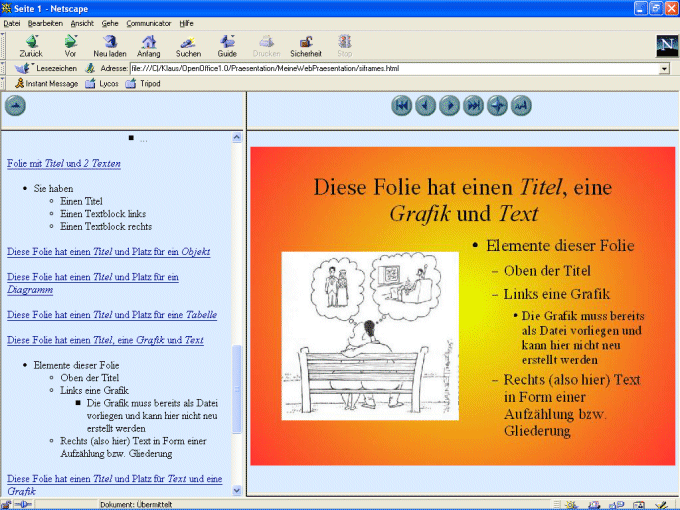 Seite 1 - Netscape
Datei Bearbeiten Ansicht Gehe Communicator Hilfe
Zurück Vor Neu laden Anfang Suchen Guide Drucken Sicherheit Stop
N
Lesezeichen Adresse: file:///C|/Klaus/OpenOffice1.0/Praesentation/MeineWebPraesentation/siframes.html
Instant Message Lycos Tripod
...
Folie mit Titel und 2 Texten
Sie haben
Einen Titel
Einen Textblock links
Einen Textblock rechts
Diese Folie hat einen Titel und Platz für ein Objekt
Diese Folie hat einen Titel und Platz für ein
Diagramm
Diese Folie hat einen Titel und Platz für eine Tabelle
Diese Folie hat einen Titel, eine Grafik und Text
Elemente dieser Folie
Oben der Titel
Links eine Grafik
Die Grafik muss bereits als Datei
vorliegen und kann hier nicht neu
erstellt werden
Rechts (also hier) Text in Form einer
Aufzählung bzw. Gliederung
Diese Folie hat einen Titel und Platz für Text und eine
Grafik
Diese Folie hat einen Titel, eine
Grafik und Text
• Elemente dieser Folie
– Oben der Titel
– Links eine Grafik
• Die Grafik muss bereits
als Datei vorliegen und
kann hier nicht neu
erstellt werden
– Rechts (also hier) Text
in Form einer
Aufzählung bzw.
Gliederung
Dokument: Übermittelt